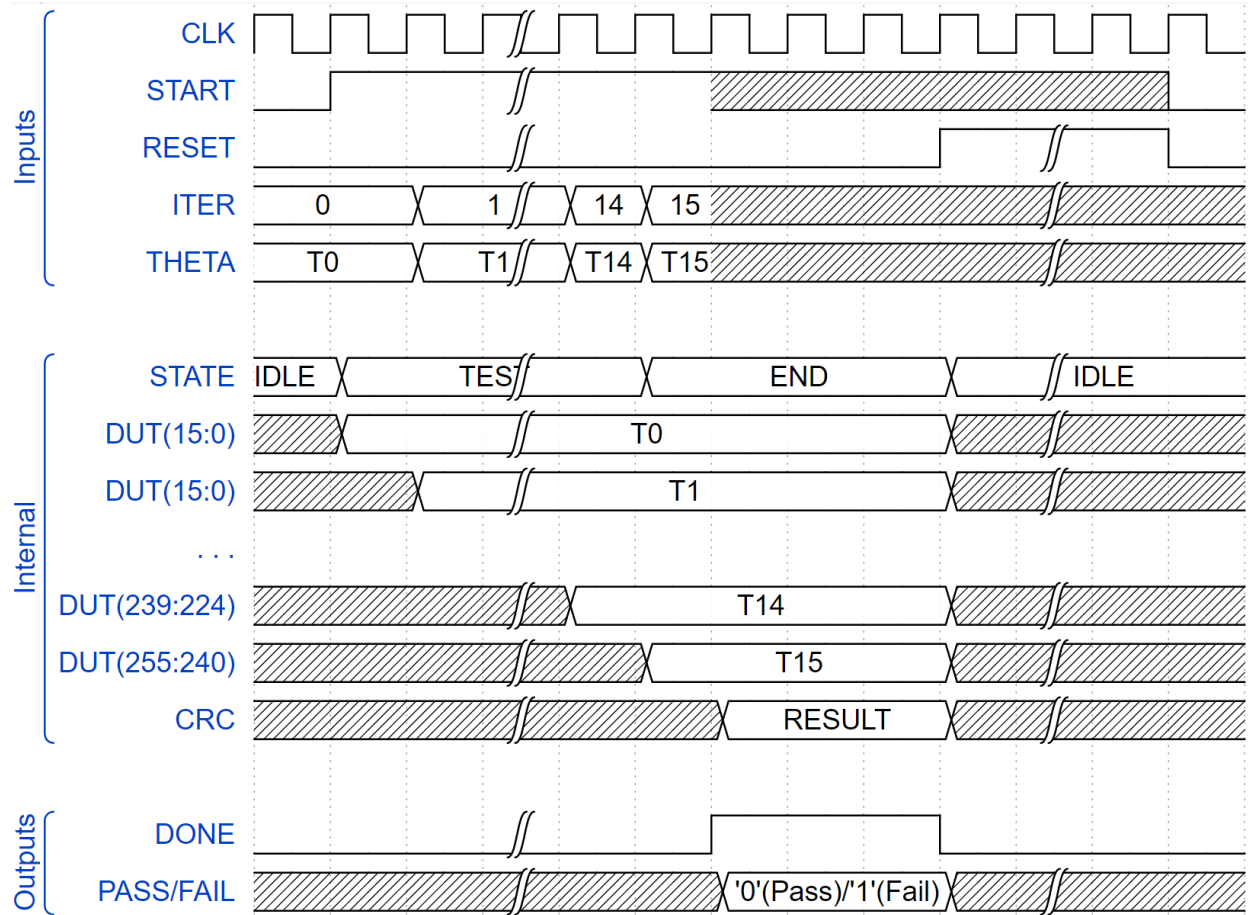 Inputs
CLK
START
RESET
ITER 0 1 14 15
THETA T0 T1 T14 T15
Internal
STATE IDLE TEST END IDLE
DUT(15:0) T0
DUT(15:0) T1
. . .
DUT(239:224) T14
DUT(255:240) T15
CRC RESULT
Outputs
DONE
PASS/FAIL '0'(Pass)/'1'(Fail)